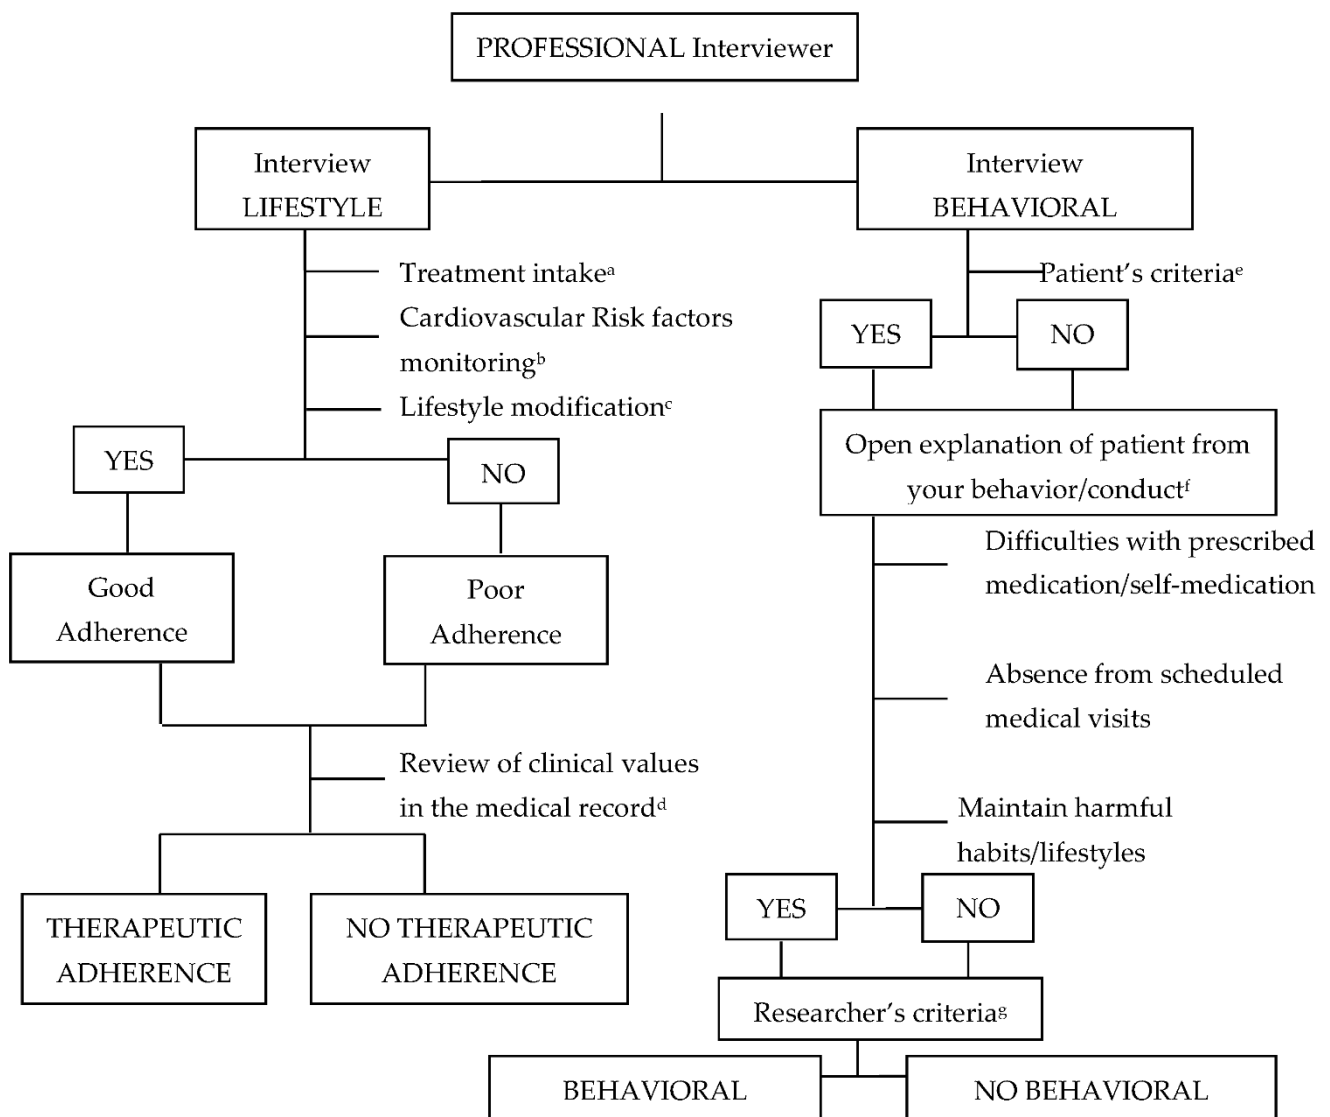 PROFESSIONAL Interviewer
Interview
LIFESTYLE
Treatment intakeᵃ
Cardiovascular Risk factors
monitoringᵇ
Lifestyle modificationᶜ
YES
NO
Good
Adherence
Poor
Adherence
Review of clinical values
in the medical recordᵈ
THERAPEUTIC
ADHERENCE
NO THERAPEUTIC
ADHERENCE
Interview
BEHAVIORAL
Patient’s criteriaᵉ
YES
NO
Open explanation of patient from
your behavior/conductᶠ
Difficulties with prescribed
medication/self-medication
Absence from scheduled
medical visits
Maintain harmful
habits/lifestyles
YES
NO
Researcher’s criteriaᵍ
BEHAVIORAL
NO BEHAVIORAL